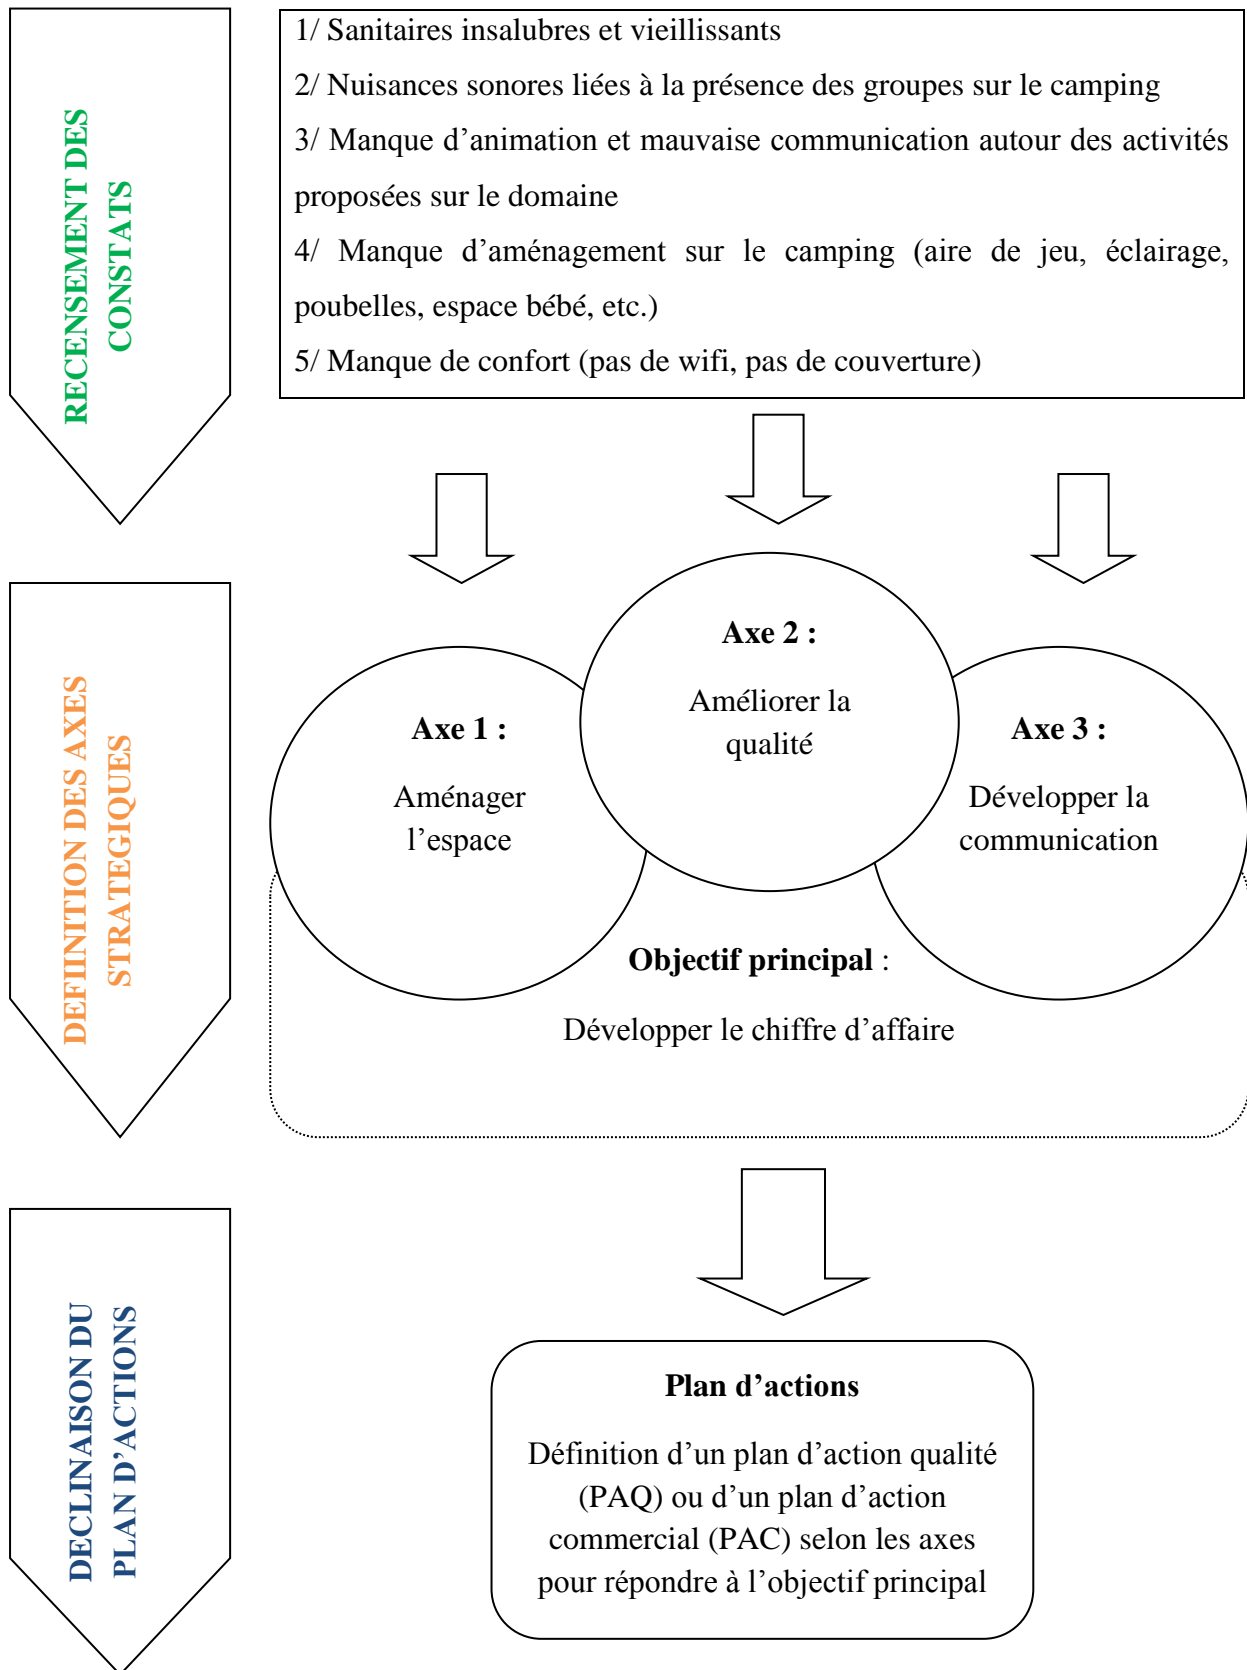 RECENSEMENT DES
CONSTATS
1/ Sanitaires insalubres et vieillissants
2/ Nuisances sonores liées à la présence des groupes sur le camping
3/ Manque d’animation et mauvaise communication autour des activités
proposées sur le domaine
4/ Manque d’aménagement sur le camping (aire de jeu, éclairage,
poubelles, espace bébé, etc.)
5/ Manque de confort (pas de wifi, pas de couverture)
DEFIINITION DES AXES
STRATEGIQUES
Axe 1 :
Aménager
l’espace
Axe 2 :
Améliorer la
qualité
Axe 3 :
Développer la
communication
Objectif principal :
Développer le chiffre d’affaire
DECLINAISON DU
PLAN D’ACTIONS
Plan d’actions
Définition d’un plan d’action qualité
(PAQ) ou d’un plan d’action
commercial (PAC) selon les axes
pour répondre à l’objectif principal